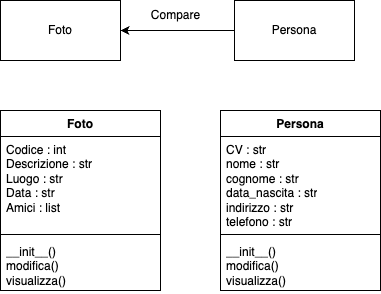 Compare
Foto
Persona
Foto
Codice : int
Descrizione : str
Luogo : str
Data : str
Amici : list
__init__()
modifica()
visualizza()
Persona
CV : str
nome : str
cognome : str
data_nascita : str
indirizzo : str
telefono : str
__init__()
modifica()
visualizza()